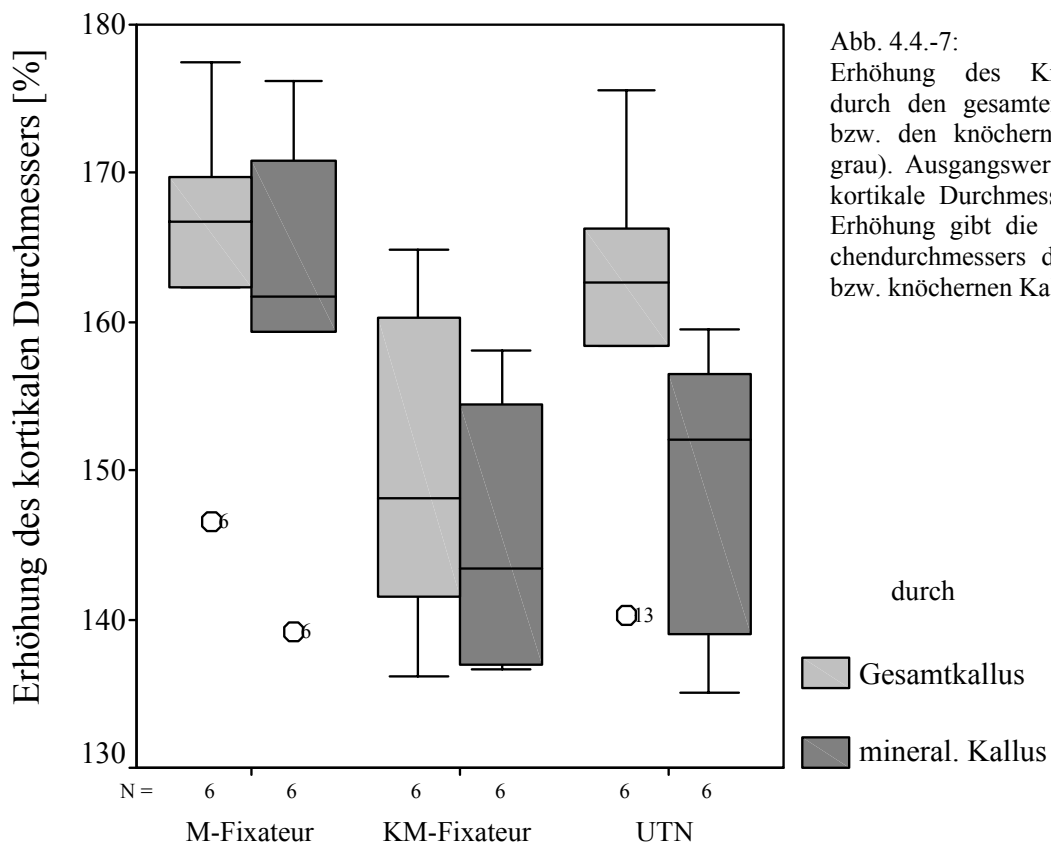 Erhöhung des kortikalen Durchmessers [%]
180
170
160
150
140
130
6
6
13
N = 6 6 6 6 6 6
M-Fixateur KM-Fixateur UTN
Abb. 4.4.-7:
Erhöhung des
durch den gesamte
bzw. den knöchern
grau). Ausgangswer
kortikale Durchmess
Erhöhung gibt die
chendurchmessers d
bzw. knöchernen Ka
durch
Gesamtkallus
mineral. Kallus